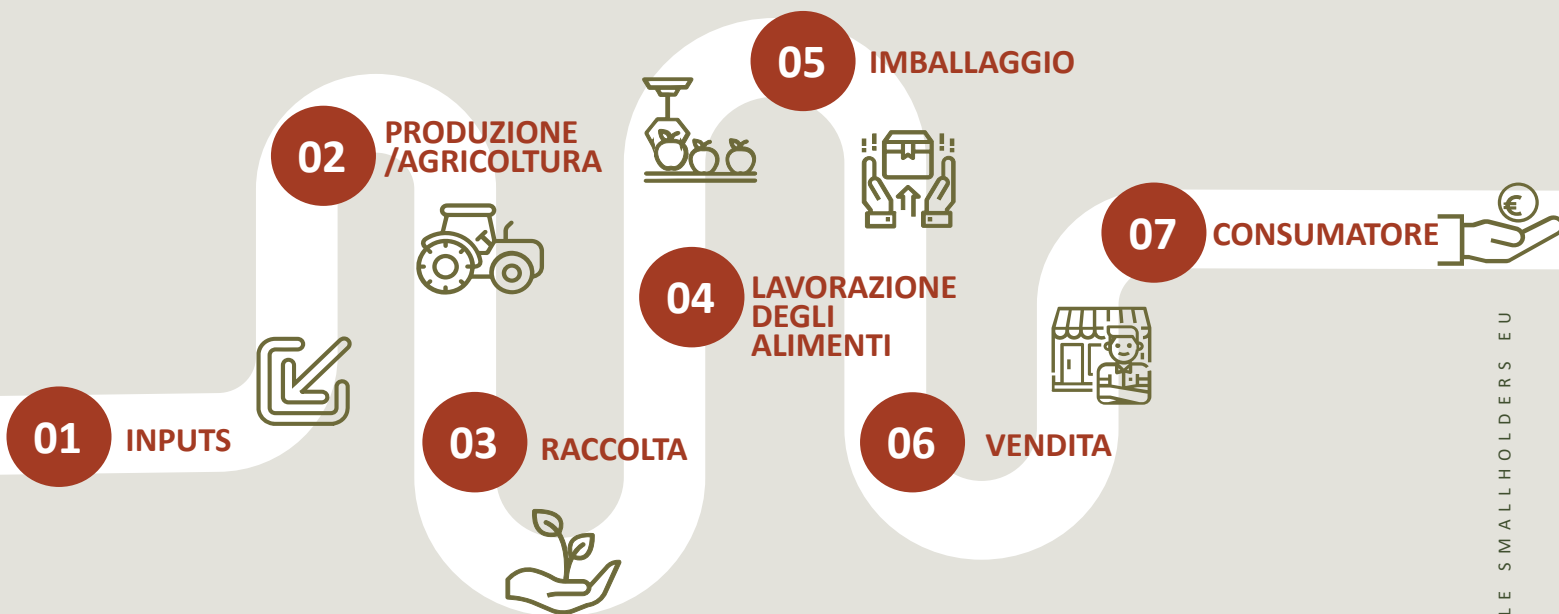 01
INPUTS
02
PRODUZIONE
/AGRICOLTURA
03
RACCOLTA
04
LAVORAZIONE
DEGLI
ALIMENTI
05
IMBALLAGGIO
06
VENDITA
07
CONSUMATORE
€
LE SMALLHOLDERS EU